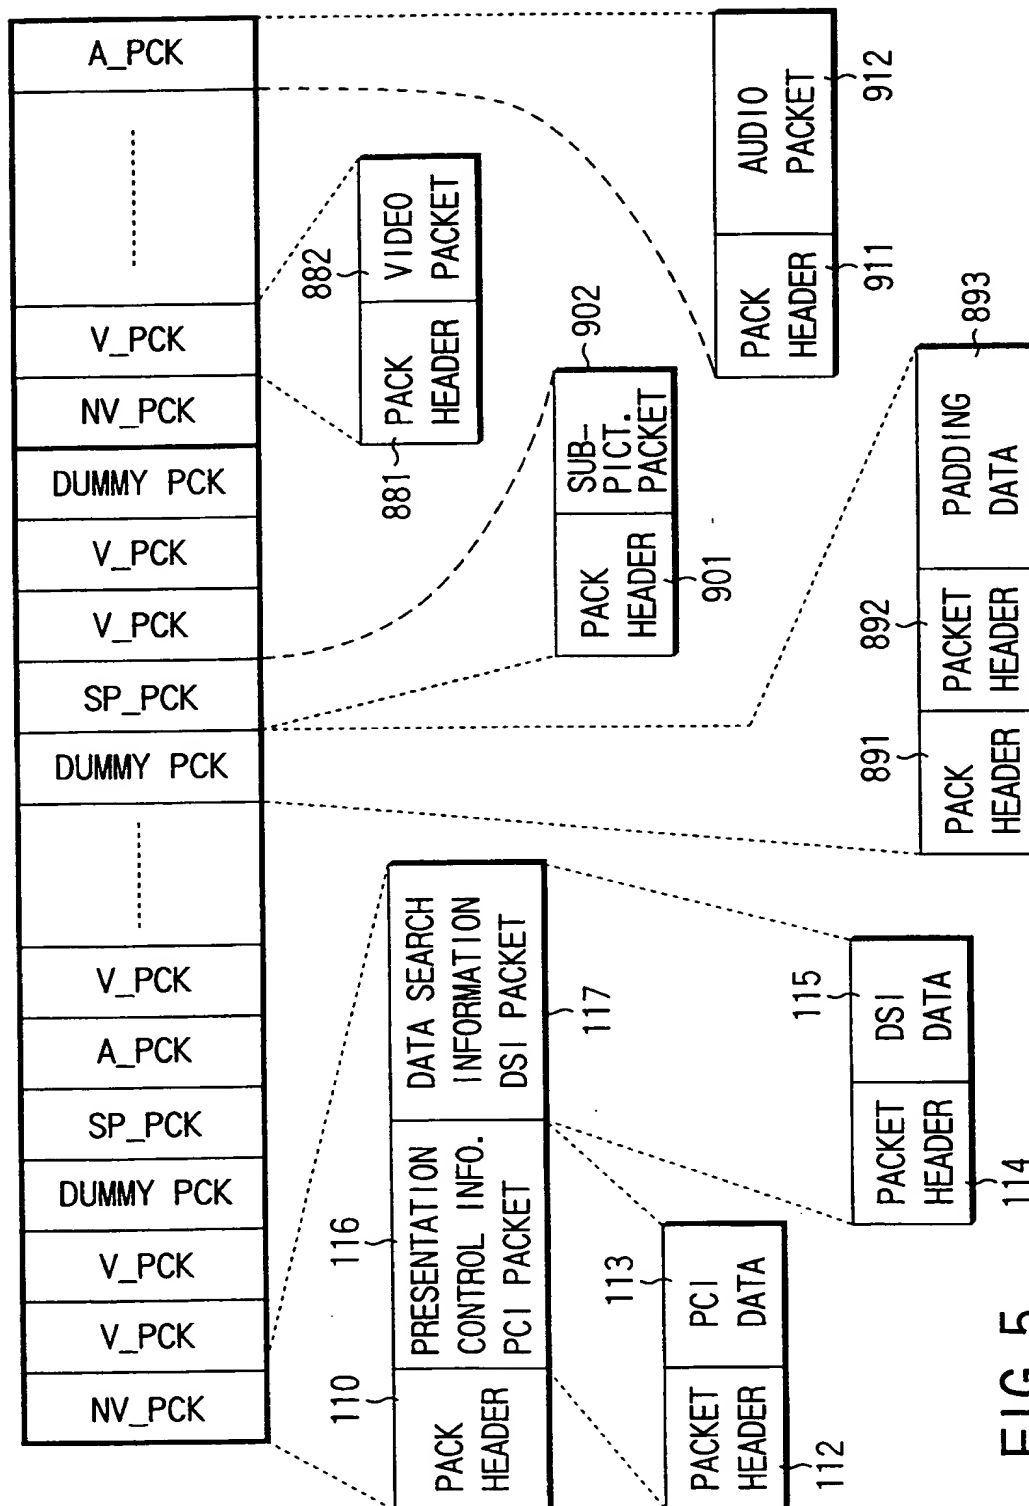 A_PCK
V_PCK
NV_PCK
DUMMY PCK
V_PCK
V_PCK
SP_PCK
DUMMY PCK
V_PCK
A_PCK
SP_PCK
DUMMY PCK
V_PCK
V_PCK
NV_PCK
881
PACK
HEADER
882
VIDEO
PACKET
PACK
HEADER
901
SUB-
PICT.
PACKET
902
PACK
HEADER
911
AUDIO
PACKET
912
891
PACK
HEADER
892
PACKET
HEADER
PADDING
DATA
893
110
PACK
HEADER
116
PRESENTATION
CONTROL INFO.
PCI PACKET
DATA SEARCH
INFORMATION
DSI PACKET
117
PACKET
HEADER
112
113
PCI
DATA
PACKET
HEADER
114
115
DSI
DATA
FIG. 5